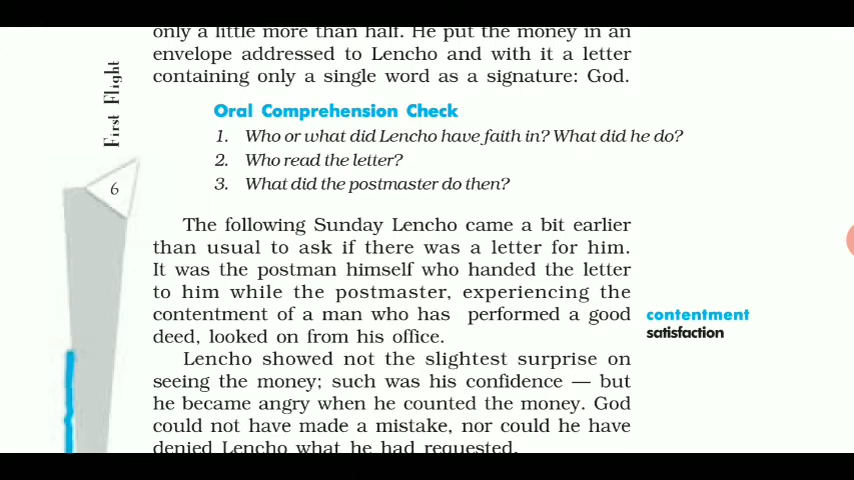 only a little more than half. He put the money in an
envelope addressed to Lencho and with it a letter
containing only a single word as a signature: God.
First Flight
Oral Comprehension Check
1. Who or what did Lencho have faith in? What did he do?
2. Who read the letter?
3. What did the postmaster do then?
6
The following Sunday Lencho came a bit earlier
than usual to ask if there was a letter for him.
It was the postman himself who handed the letter
to him while the postmaster, experiencing the
contentment of a man who has performed a good
deed, looked on from his office.
contentment
satisfaction
Lencho showed not the slightest surprise on
seeing the money; such was his confidence — but
he became angry when he counted the money. God
could not have made a mistake, nor could he have
denied Lencho what he had requested.